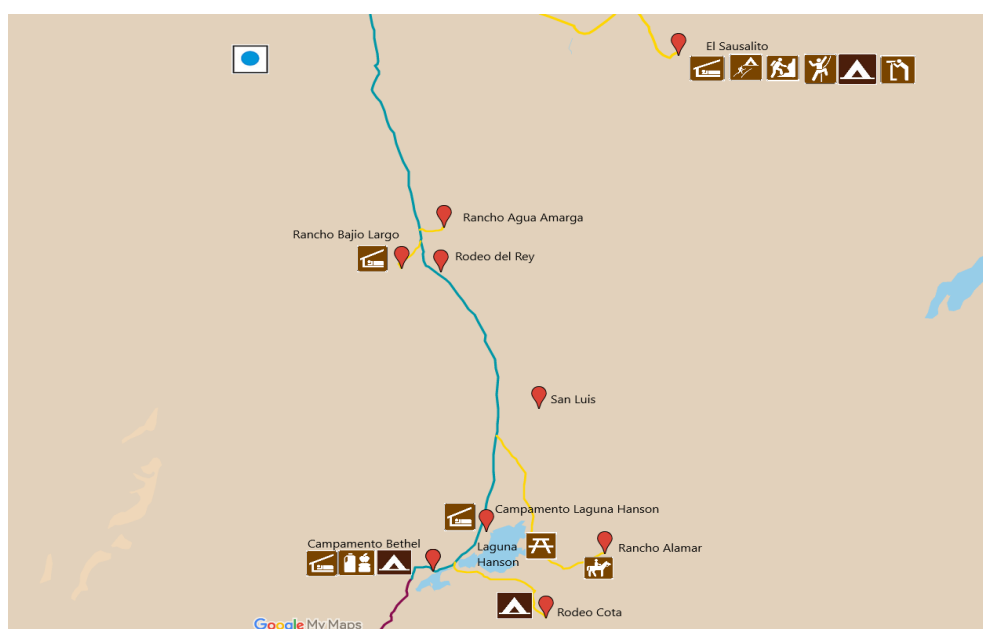 El Sausalito
Rancho Agua Amarga
Rancho Bajio Largo
Rodeo del Rey
San Luis
Campamento Laguna Hanson
Campamento Bethel
Laguna
Hanson
Rancho Alamar
Rodeo Cota
Google My Maps